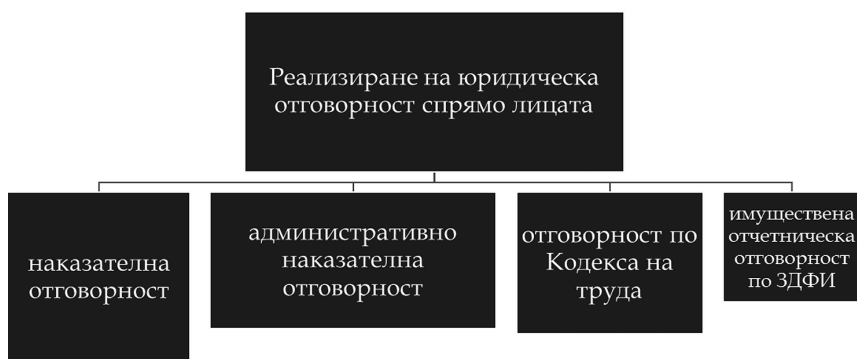 Реализиране на юридическа
отговорност спрямо лицата
наказателна
отговорност
административно
наказателна
отговорност
отговорност по
Кодекса на
труда
имуществена
отчетническа
отговорност
по ЗДФИ